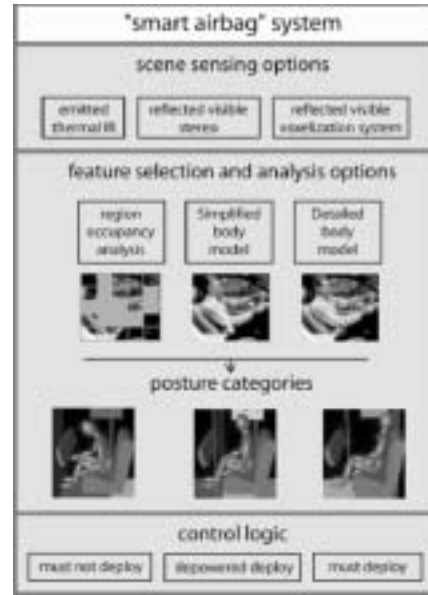 "smart airbag" system
scene sensing options
emitted
thermal IR
reflected visible
stereo
reflected visible
voxelization system
feature selection and analysis options
region
occupancy
analysis
Simplified
body
model
Detailed
body
model
posture categories
control logic
must not deploy
depowered deploy
must deploy